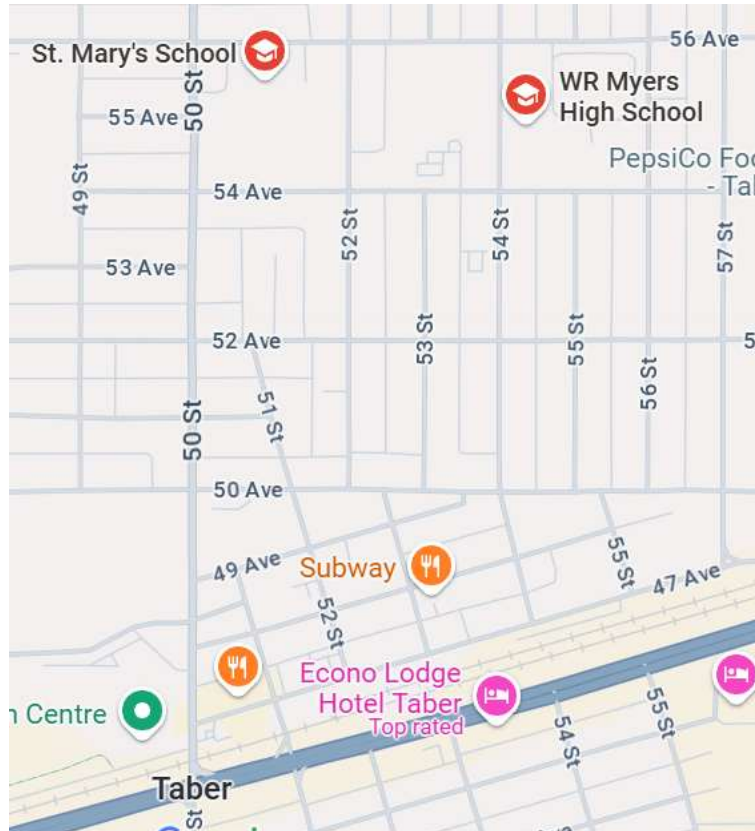 56 Ave
St. Mary's School
50 St
WR Myers
High School
55 Ave
PepsiCo Foo
- Tab
49 St
54 Ave
52 St
54 St
57 St
53 Ave
52 Ave
5
53 St
55 St
56 St
51 St
50 St
50 Ave
49 Ave
Subway
55 St
47 Ave
52 St
Econo Lodge
Hotel Taber
Top rated
n Centre
55 St
54 St
Taber
St